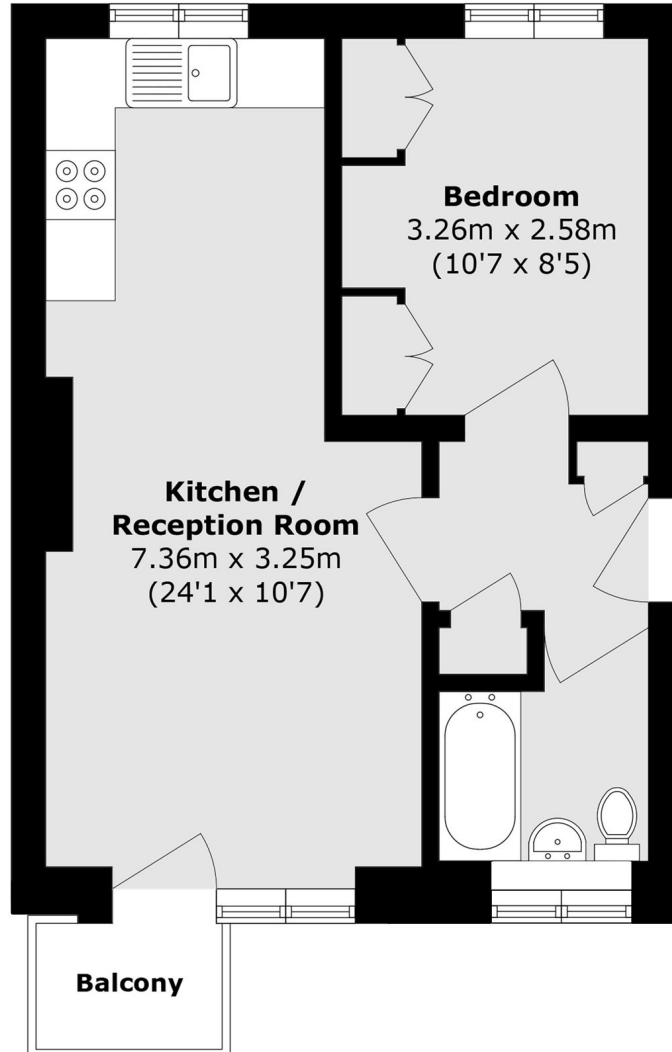 Bedroom
3.26m x 2.58m
(10'7 x 8'5)
Kitchen /
Reception Room
7.36m x 3.25m
(24'1 x 10'7)
Balcony